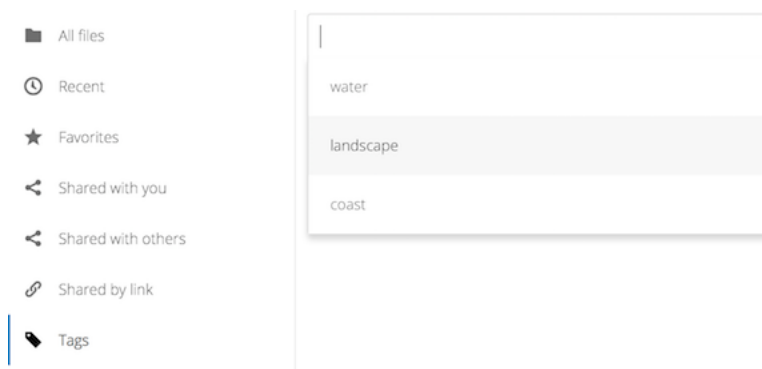 All files
Recent
Favorites
Shared with you
Shared with others
Shared by link
Tags
water
landscape
coast